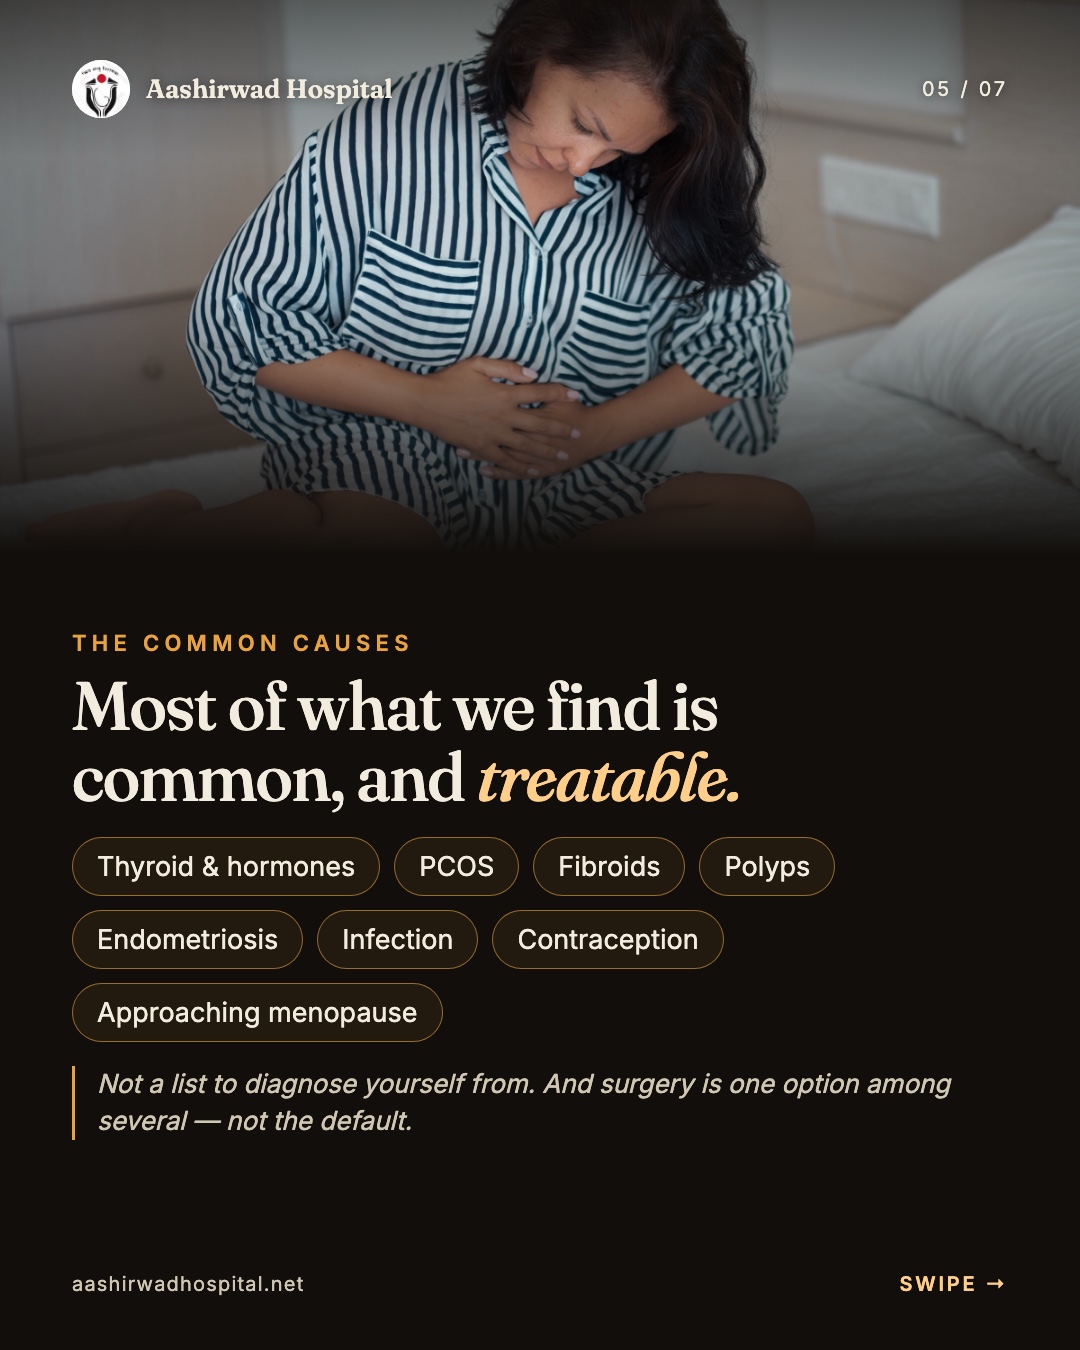 Aashirwad Hospital
05 / 07
THE COMMON CAUSES
Most of what we find is
common, and treatable.
Thyroid & hormones
PCOS
Fibroids
Polyps
Endometriosis
Infection
Contraception
Approaching menopause
Not a list to diagnose yourself from. And surgery is one option among
several — not the default.
aashirwadhospital.net
SWIPE →